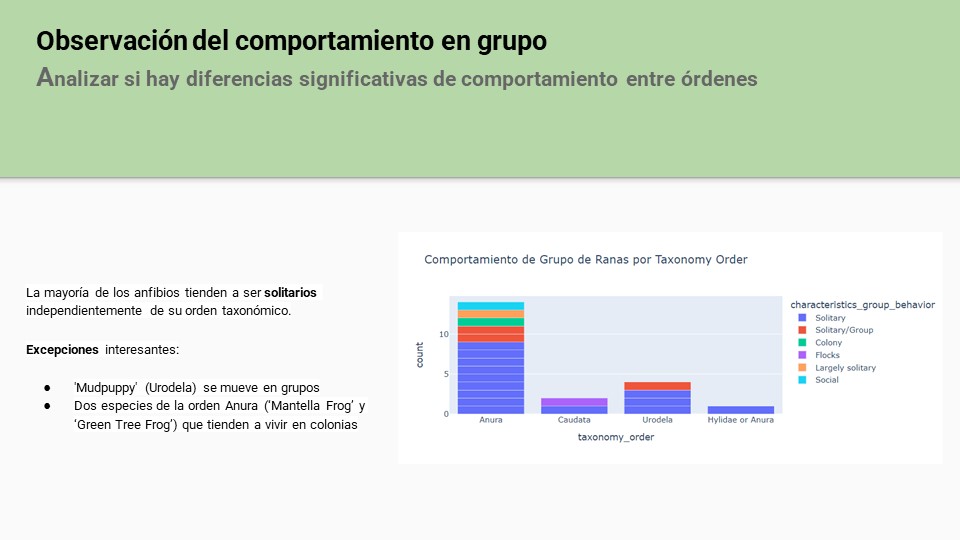 Observación del comportamiento en grupo
Analizar si hay diferencias significativas de comportamiento entre órdenes
La mayoría de los anfibios tienden a ser solitarios
independientemente de su orden taxonómico.
Excepciones interesantes:
● 'Mudpuppy' (Urodela) se mueve en grupos
● Dos especies de la orden Anura ('Mantella Frog’ y
‘Green Tree Frog’) que tienden a vivir en colonias
Comportamiento de Grupo de Ranas por Taxonomy Order
count
10
5
0
Anura Caudata Urodela Hylidae or Anura
taxonomy_order
characteristics_group_behavior
Solitary
Solitary/Group
Colony
Flocks
Largely solitary
Social